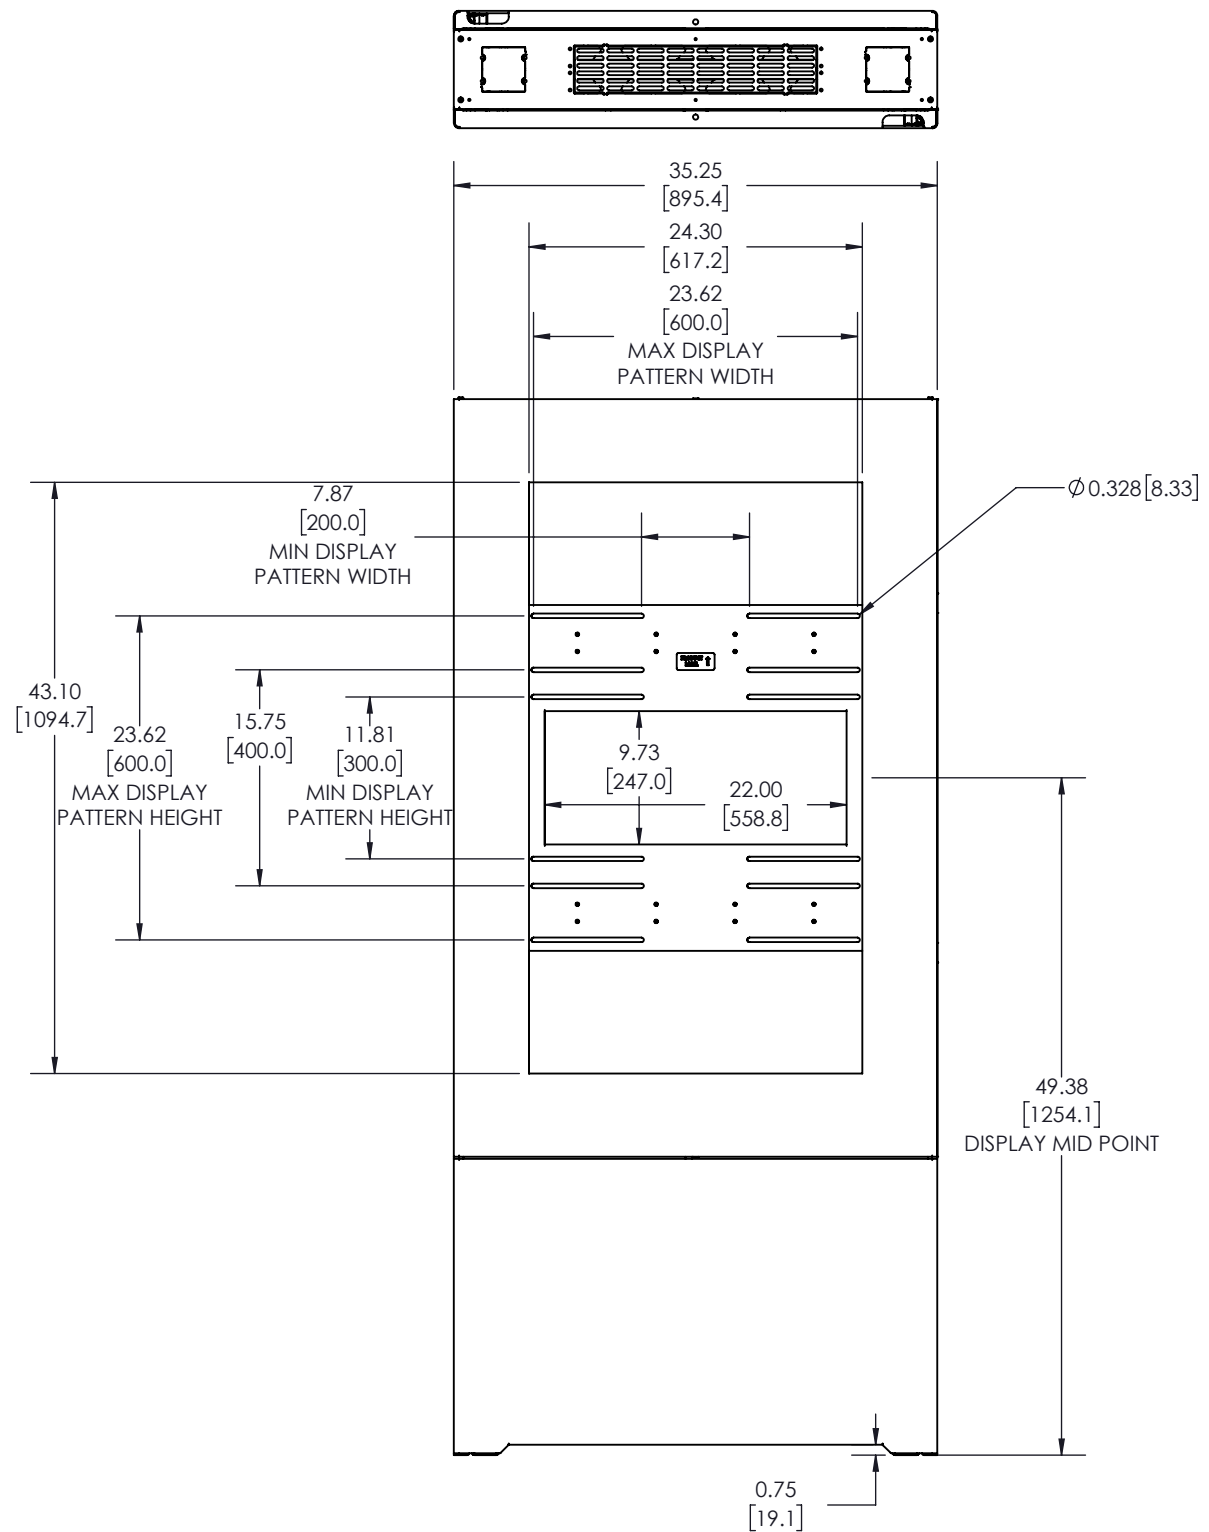 35.25
[895.4]
24.30
[617.2]
23.62
[600.0]
MAX DISPLAY
PATTERN WIDTH
7.87
[200.0]
MIN DISPLAY
PATTERN WIDTH
Ø0.328[8.33]
43.10
[1094.7]
23.62
[600.0]
MAX DISPLAY
PATTERN HEIGHT
15.75
[400.0]
11.81
[300.0]
MIN DISPLAY
PATTERN HEIGHT
9.73
[247.0]
22.00
[558.8]
49.38
[1254.1]
DISPLAY MID POINT
0.75
[19.1]